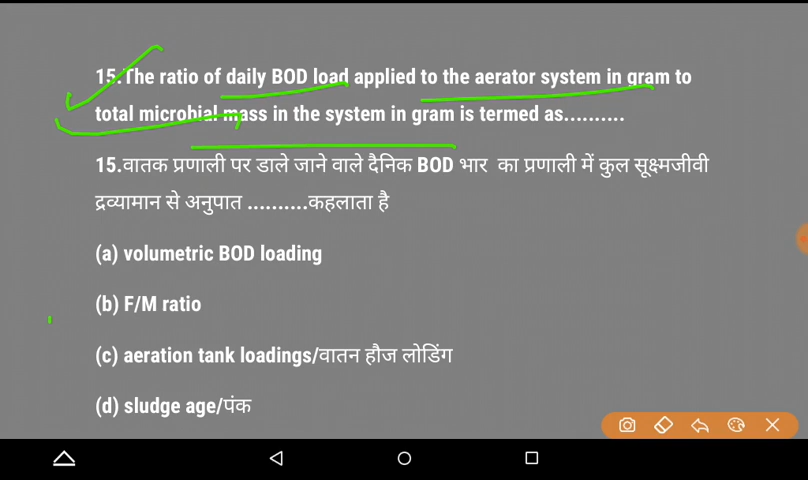 15.The ratio of daily BOD load applied to the aerator system in gram to
total microbial mass in the system in gram is termed as..........
15.वातक प्रणाली पर डाले जाने वाले दैनिक BOD भार का प्रणाली में कुल सूक्ष्मजीवी
द्रव्यामान से अनुपात ..........कहलाता है
(a) volumetric BOD loading
(b) F/M ratio
(c) aeration tank loadings/वातन हौज लोडिंग
(d) sludge age/पंक